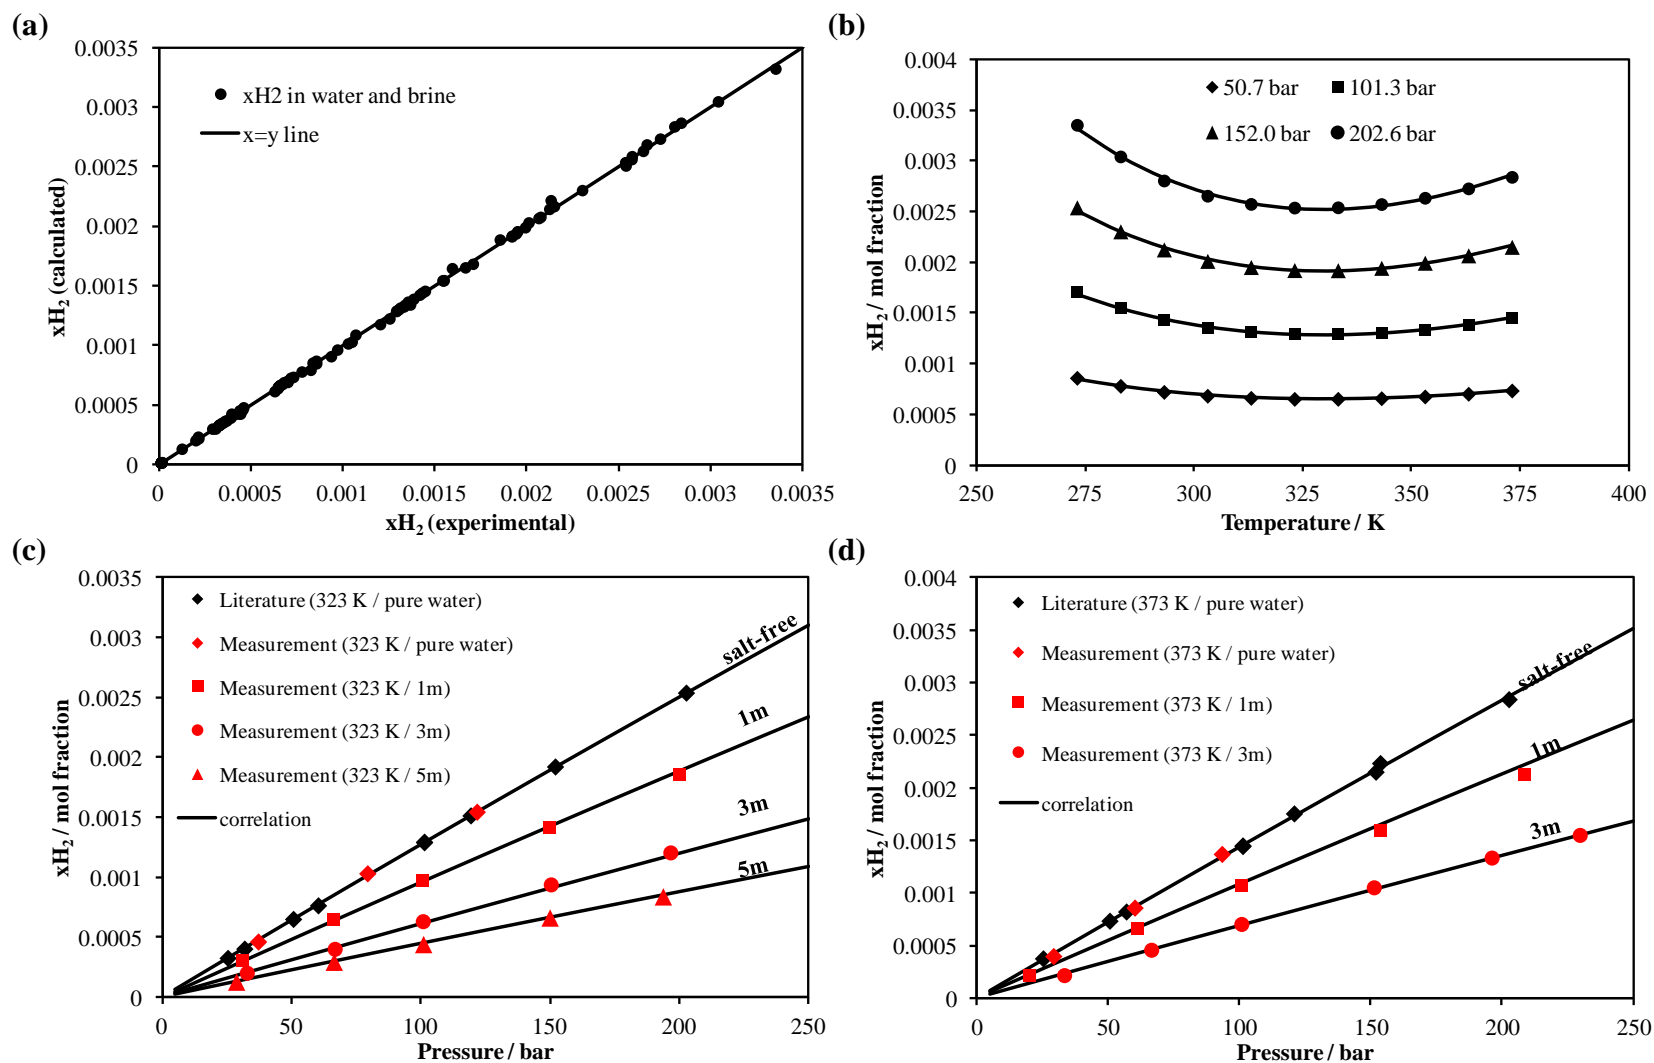 (a)
0.0035
0.003
0.0025
0.002
0.0015
0.001
0.0005
0
xH₂ (calculated)
xH2 in water and brine
x=y line
0 0.0005 0.001 0.0015 0.002 0.0025 0.003 0.0035
xH₂ (experimental)
(b)
0.004
0.0035
0.003
0.0025
0.002
0.0015
0.001
0.0005
0
xH₂ / mol fraction
50.7 bar 101.3 bar
152.0 bar 202.6 bar
250 275 300 325 350 375 400
Temperature / K
(c)
0.0035
0.003
0.0025
0.002
0.0015
0.001
0.0005
0
xH₂ / mol fraction
Literature (323 K / pure water)
Measurement (323 K / pure water)
Measurement (323 K / 1m)
Measurement (323 K / 3m)
Measurement (323 K / 5m)
correlation
salt-free
1m
3m
5m
0 50 100 150 200 250
Pressure / bar
(d)
0.004
0.0035
0.003
0.0025
0.002
0.0015
0.001
0.0005
0
xH₂ / mol fraction
Literature (373 K / pure water)
Measurement (373 K / pure water)
Measurement (373 K / 1m)
Measurement (373 K / 3m)
correlation
salt-free
1m
3m
0 50 100 150 200 250
Pressure / bar